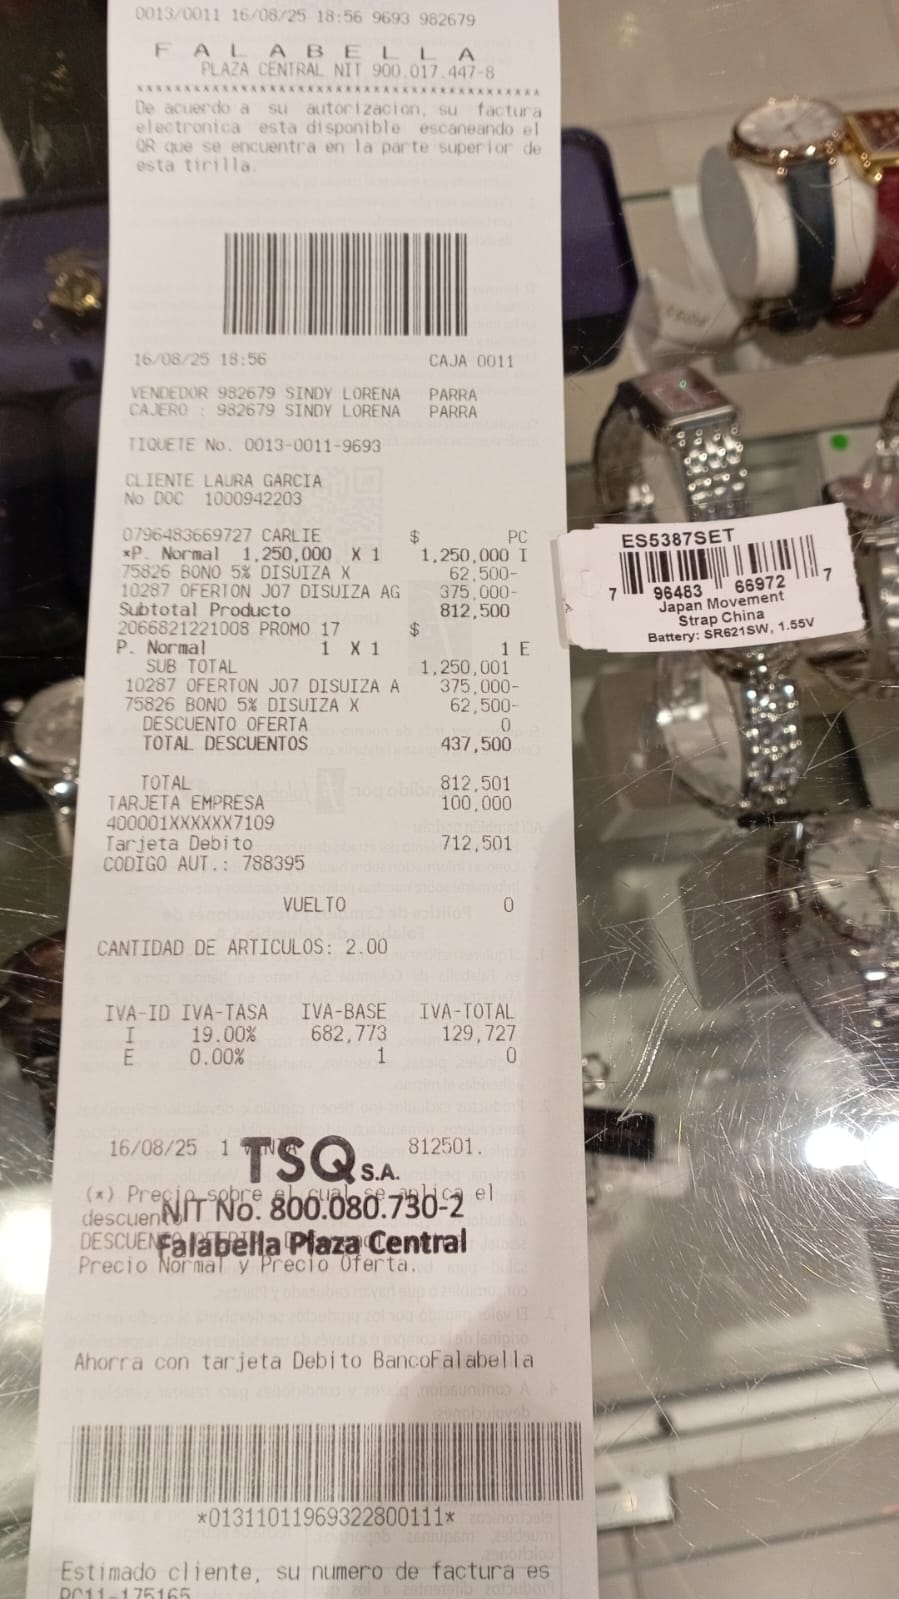 0013/0011 16/08/25 18:56 9693 982679
F A L A B E L L A
PLAZA CENTRAL NIT 900.017.447-8
De acuerdo a su autorizacion, su factura
electronica esta disponible escaneando el
QR que se encuentra en la parte superior de
esta tirilla.
16/08/25 18:56 CAJA 0011
VENDEDOR 982679 SINDY LORENA PARRA
CAJERO : 982679 SINDY LORENA PARRA
TIQUETE No. 0013-0011-9693
CLIENTE LAURA GARCIA
No DOC 1000942203
0796483669727 CARLIE $ PC
*P. Normal 1,250,000 X 1 1,250,000 I
75826 BONO 5% DISUIZA X 62,500-
10287 OFERTON J07 DISUIZA AG 375,000-
Subtotal Producto 812,500
2066821221008 PROMO 17 $
P. Normal 1 X 1 1 E
SUB TOTAL 1,250,001
10287 OFERTON J07 DISUIZA A 375,000-
75826 BONO 5% DISUIZA X 62,500-
DESCUENTO OFERTA 0
TOTAL DESCUENTOS 437,500
TOTAL 812,501
TARJETA EMPRESA 100,000
400001XXXXXX7109
Tarjeta Debito 712,501
CODIGO AUT.: 788395
VUELTO 0
CANTIDAD DE ARTICULOS: 2.00
IVA-ID IVA-TASA IVA-BASE IVA-TOTAL
I 19.00% 682,773 129,727
E 0.00% 1 0
16/08/25 1 812501.
TSQ S.A.
(*) Precio sobre el cual se aplica el
descuento
NIT No. 800.080.730-2
Falabella Plaza Central
Precio Normal y Precio Oferta.
Ahorra con tarjeta Debito BancoFalabella
*01311011969322800111*
Estimado cliente, su numero de factura es
PC11-175165
ES5387SET
7 96483 66972 7
Japan Movement
Strap China
Battery: SR621SW, 1.55V